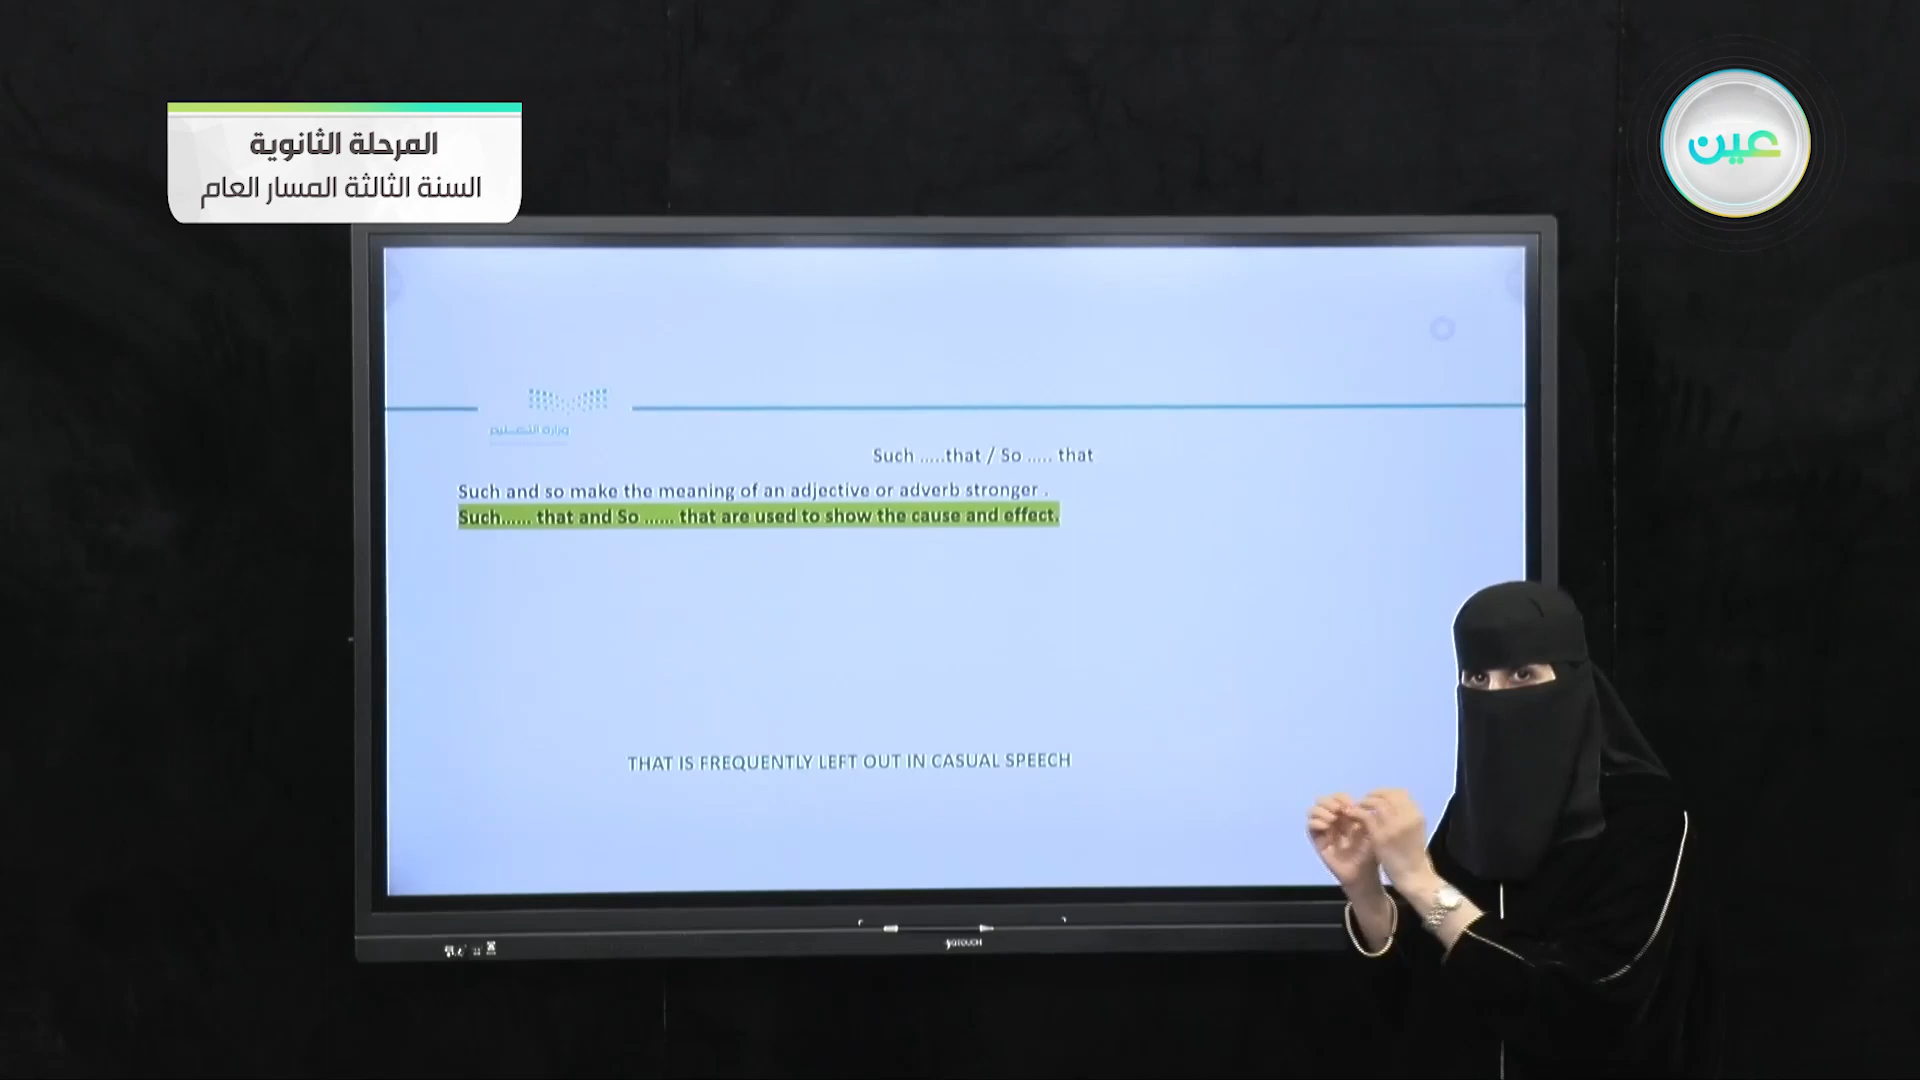 المرحلة الثانوية
السنة الثالثة المسار العام
عين
وزارة التعليم
Such .....that / So ..... that
Such and so make the meaning of an adjective or adverb stronger .
Such...... that and So ...... that are used to show the cause and effect.
THAT IS FREQUENTLY LEFT OUT IN CASUAL SPEECH